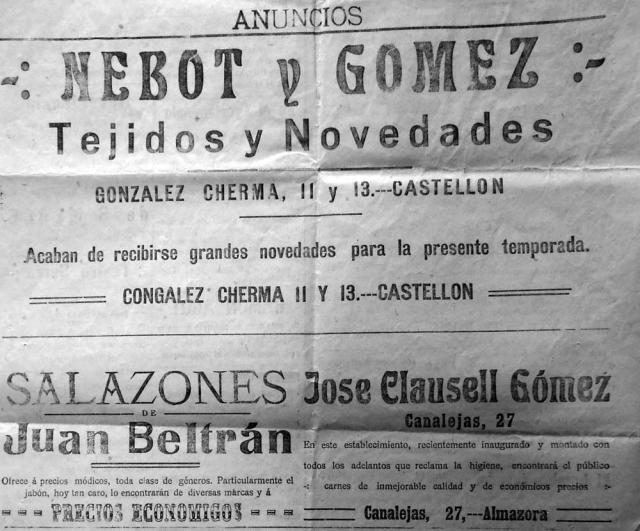 ANUNCIOS
-: NEBOT y GOMEZ :-
Tejidos y Novedades
GONZALEZ CHERMA, 11 y 13.---CASTELLON
Acaban de recibirse grandes novedades para la presente temporada.
CONGALEZ CHERMA 11 Y 13.---CASTELLON
SALAZONES
DE
Juan Beltrán
Ofrece á precios módicos, toda clase de géneros. Particularmente el
jabón, hoy tan caro, lo encontrarán de diversas marcas y á
PRECIOS ECONOMICOS
Jose Clausell Gómez
Canalejas, 27
En este establecimiento, recientemente inaugurado y montado con
todos los adelantos que reclama la higiene, encontrará el público
-: carnes de inmejorable calidad y de económicos precios :-
Canalejas, 27,--Almazora